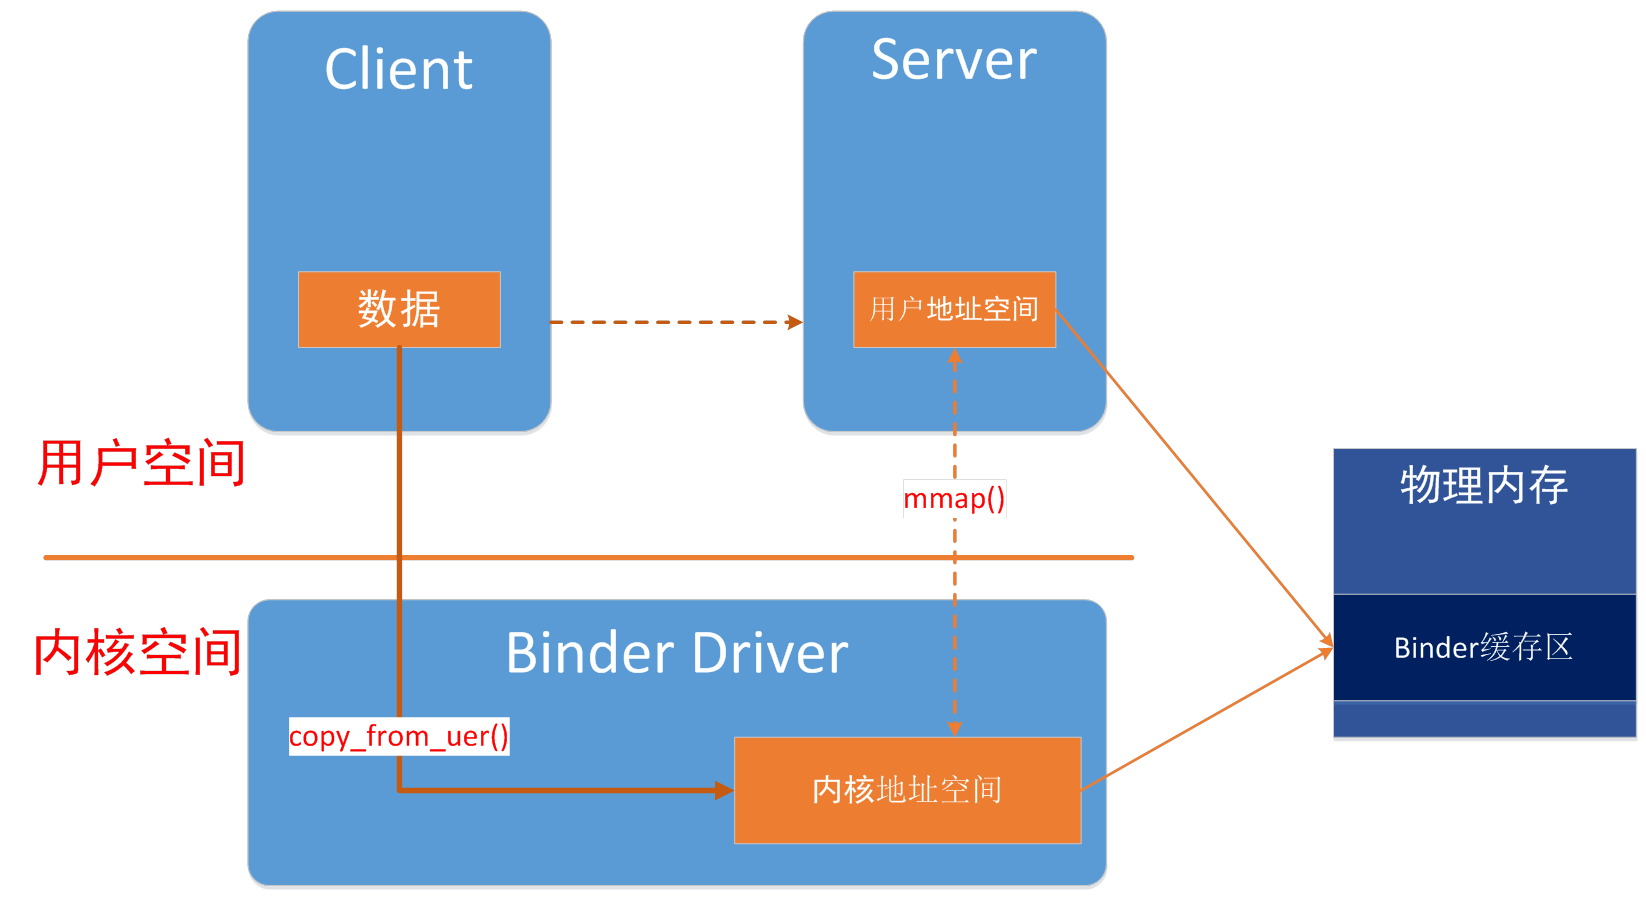 Client
Server
数据
用户地址空间
用户空间
mmap()
物理内存
内核空间
Binder Driver
Binder缓存区
copy_from_uer()
内核地址空间